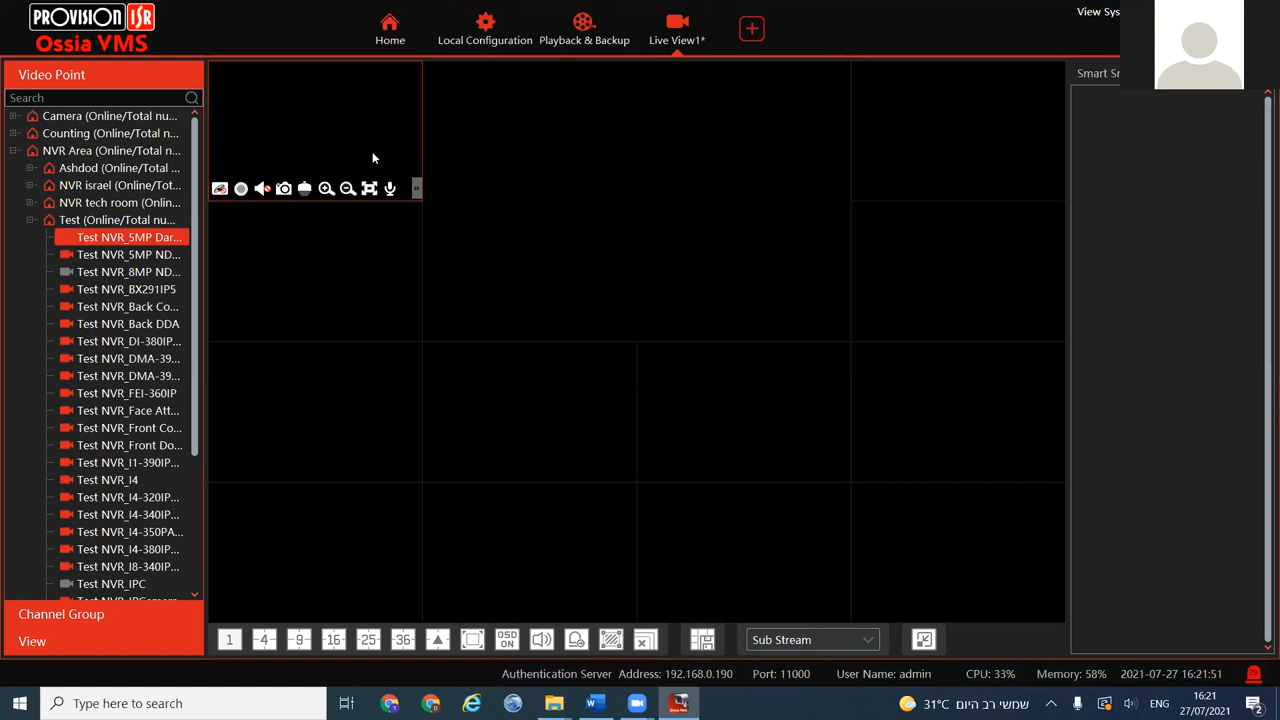 PROVISION ISR
Ossia VMS
Home
Local Configuration
Playback & Backup
Live View1*
View Sys
Video Point
Search
Camera (Online/Total nu...
Counting (Online/Total n...
NVR Area (Online/Total n...
Ashdod (Online/Total ...
NVR israel (Online/Tot...
NVR tech room (Onlin...
Test (Online/Total nu...
Test NVR_5MP Dar...
Test NVR_5MP ND...
Test NVR_8MP ND...
Test NVR_BX291IP5
Test NVR_Back Co...
Test NVR_Back DDA
Test NVR_DI-380IP...
Test NVR_DMA-39...
Test NVR_DMA-39...
Test NVR_FEI-360IP
Test NVR_Face Att...
Test NVR_Front Co...
Test NVR_Front Do...
Test NVR_I1-390IP...
Test NVR_I4
Test NVR_I4-320IP...
Test NVR_I4-340IP...
Test NVR_I4-350PA...
Test NVR_I4-380IP...
Test NVR_I8-340IP...
Test NVR_IPC
Channel Group
View
Smart Sr
1 4 9 16 25 36
OSD ON
Sub Stream
Authentication Server Address: 192.168.0.190 Port: 11000 User Name: admin CPU: 33% Memory: 58% 2021-07-27 16:21:51
Type here to search
31°C שמשי רב היום
ENG
16:21
27/07/2021
2